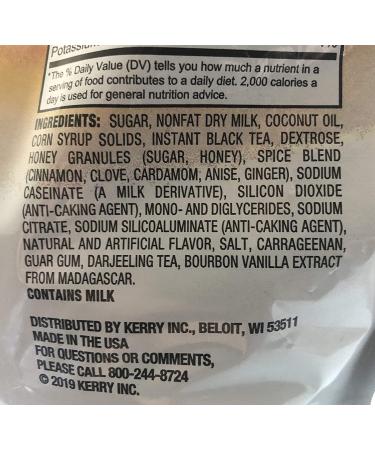 Potassium
*The % Daily Value (DV) tells you how much a nutrient in a
serving of food contributes to a daily diet. 2,000 calories a
day is used for general nutrition advice.
INGREDIENTS: SUGAR, NONFAT DRY MILK, COCONUT OIL,
CORN SYRUP SOLIDS, INSTANT BLACK TEA, DEXTROSE,
HONEY GRANULES (SUGAR, HONEY), SPICE BLEND
(CINNAMON, CLOVE, CARDAMOM, ANISE, GINGER), SODIUM
CASEINATE (A MILK DERIVATIVE), SILICON DIOXIDE
(ANTI-CAKING AGENT), MONO- AND DIGLYCERIDES, SODIUM
CITRATE, SODIUM SILICOALUMINATE (ANTI-CAKING AGENT),
NATURAL AND ARTIFICIAL FLAVOR, SALT, CARRAGEENAN,
GUAR GUM, DARJEELING TEA, BOURBON VANILLA EXTRACT
FROM MADAGASCAR.
CONTAINS MILK
DISTRIBUTED BY KERRY INC., BELOIT, WI 53511
MADE IN THE USA
FOR QUESTIONS OR COMMENTS,
PLEASE CALL 800-244-8724
© 2019 KERRY INC.